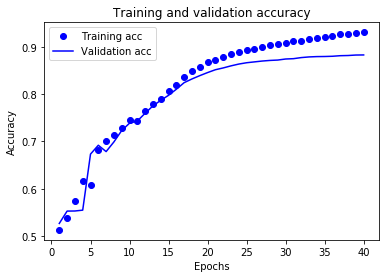 Training and validation accuracy
Training acc
Validation acc
Accuracy
0.9
0.8
0.7
0.6
0.5
0
5
10
15
20
25
30
35
40
Epochs